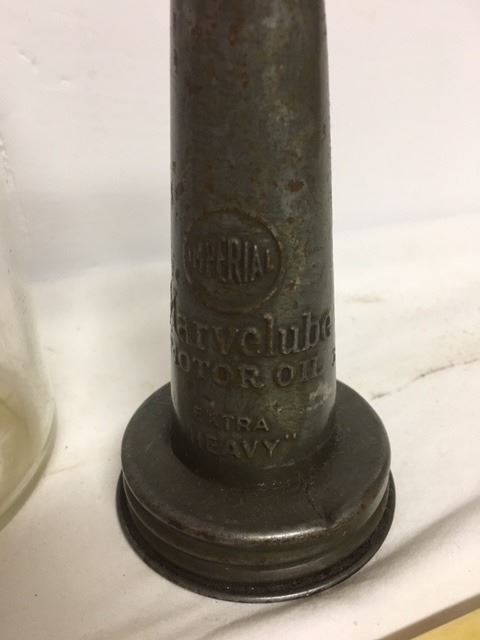 IMPERIAL
Marvelube
MOTOR OIL
EXTRA
HEAVY"